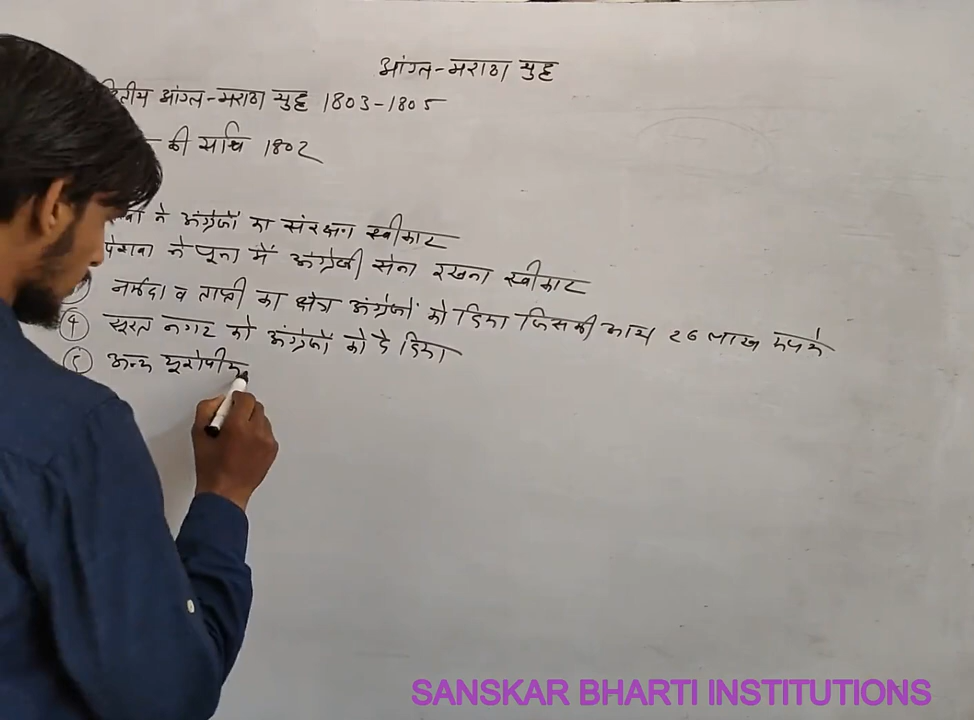 आंग्ल-मराठा युद्ध
द्वितीय आंग्ल-मराठा युद्ध 1803-1805
की सन्धि 1802
ने अंग्रेजों का संरक्षण स्वीकार
पेशवा ने पूना में अंग्रेजी सेना रखना स्वीकार
नर्मदा व ताप्ती का क्षेत्र अंग्रेजों को दिया जिसकी आय 26 लाख रुपये
④ सूरत नगर को अंग्रेजों को दे दिया
⑤ अन्य यूरोपीय
SANSKAR BHARTI INSTITUTIONS